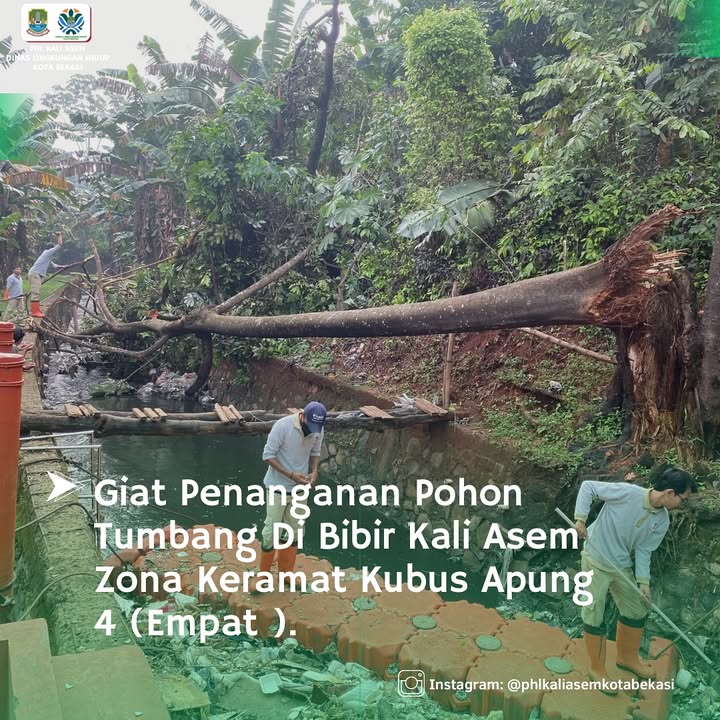 PHL KALI ASEM
DINAS LINGKUNGAN HIDUP
KOTA BEKASI
Giat Penanganan Pohon
Tumbang Di Bibir Kali Asem
Zona Keramat Kubus Apung
4 (Empat ).
Instagram: @phlkaliasemkotabekasi